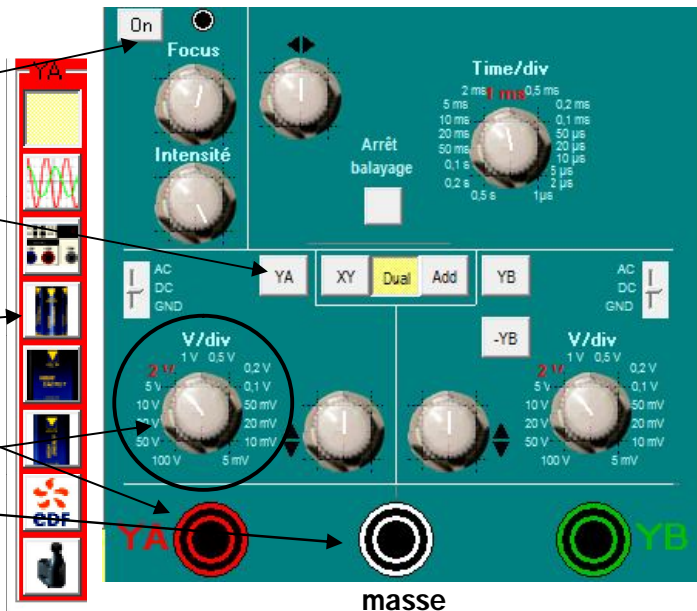 On
Focus
Intensité
Time/div
2 ms 1 ms 0,5 ms
5 ms 0,2 ms
10 ms 0,1 ms
20 ms 50 µs
50 ms 20 µs
0,1 s 10 µs
0,2 s 5 µs
0,5 s 2 µs
1µs
Arrêt
balayage
YA
AC
DC
GND
YA
XY
Dual
Add
YB
-YB
AC
DC
GND
V/div
1 V 0,5 V
2 V 0,2 V
5 V 0,1 V
10 V 50 mV
20 mV
50 V 10 mV
100 V 5 mV
V/div
1 V 0,5 V
2 V 0,2 V
5 V 0,1 V
10 V 50 mV
20 V 20 mV
50 V 10 mV
100 V 5 mV
EDF
YA
YB
masse